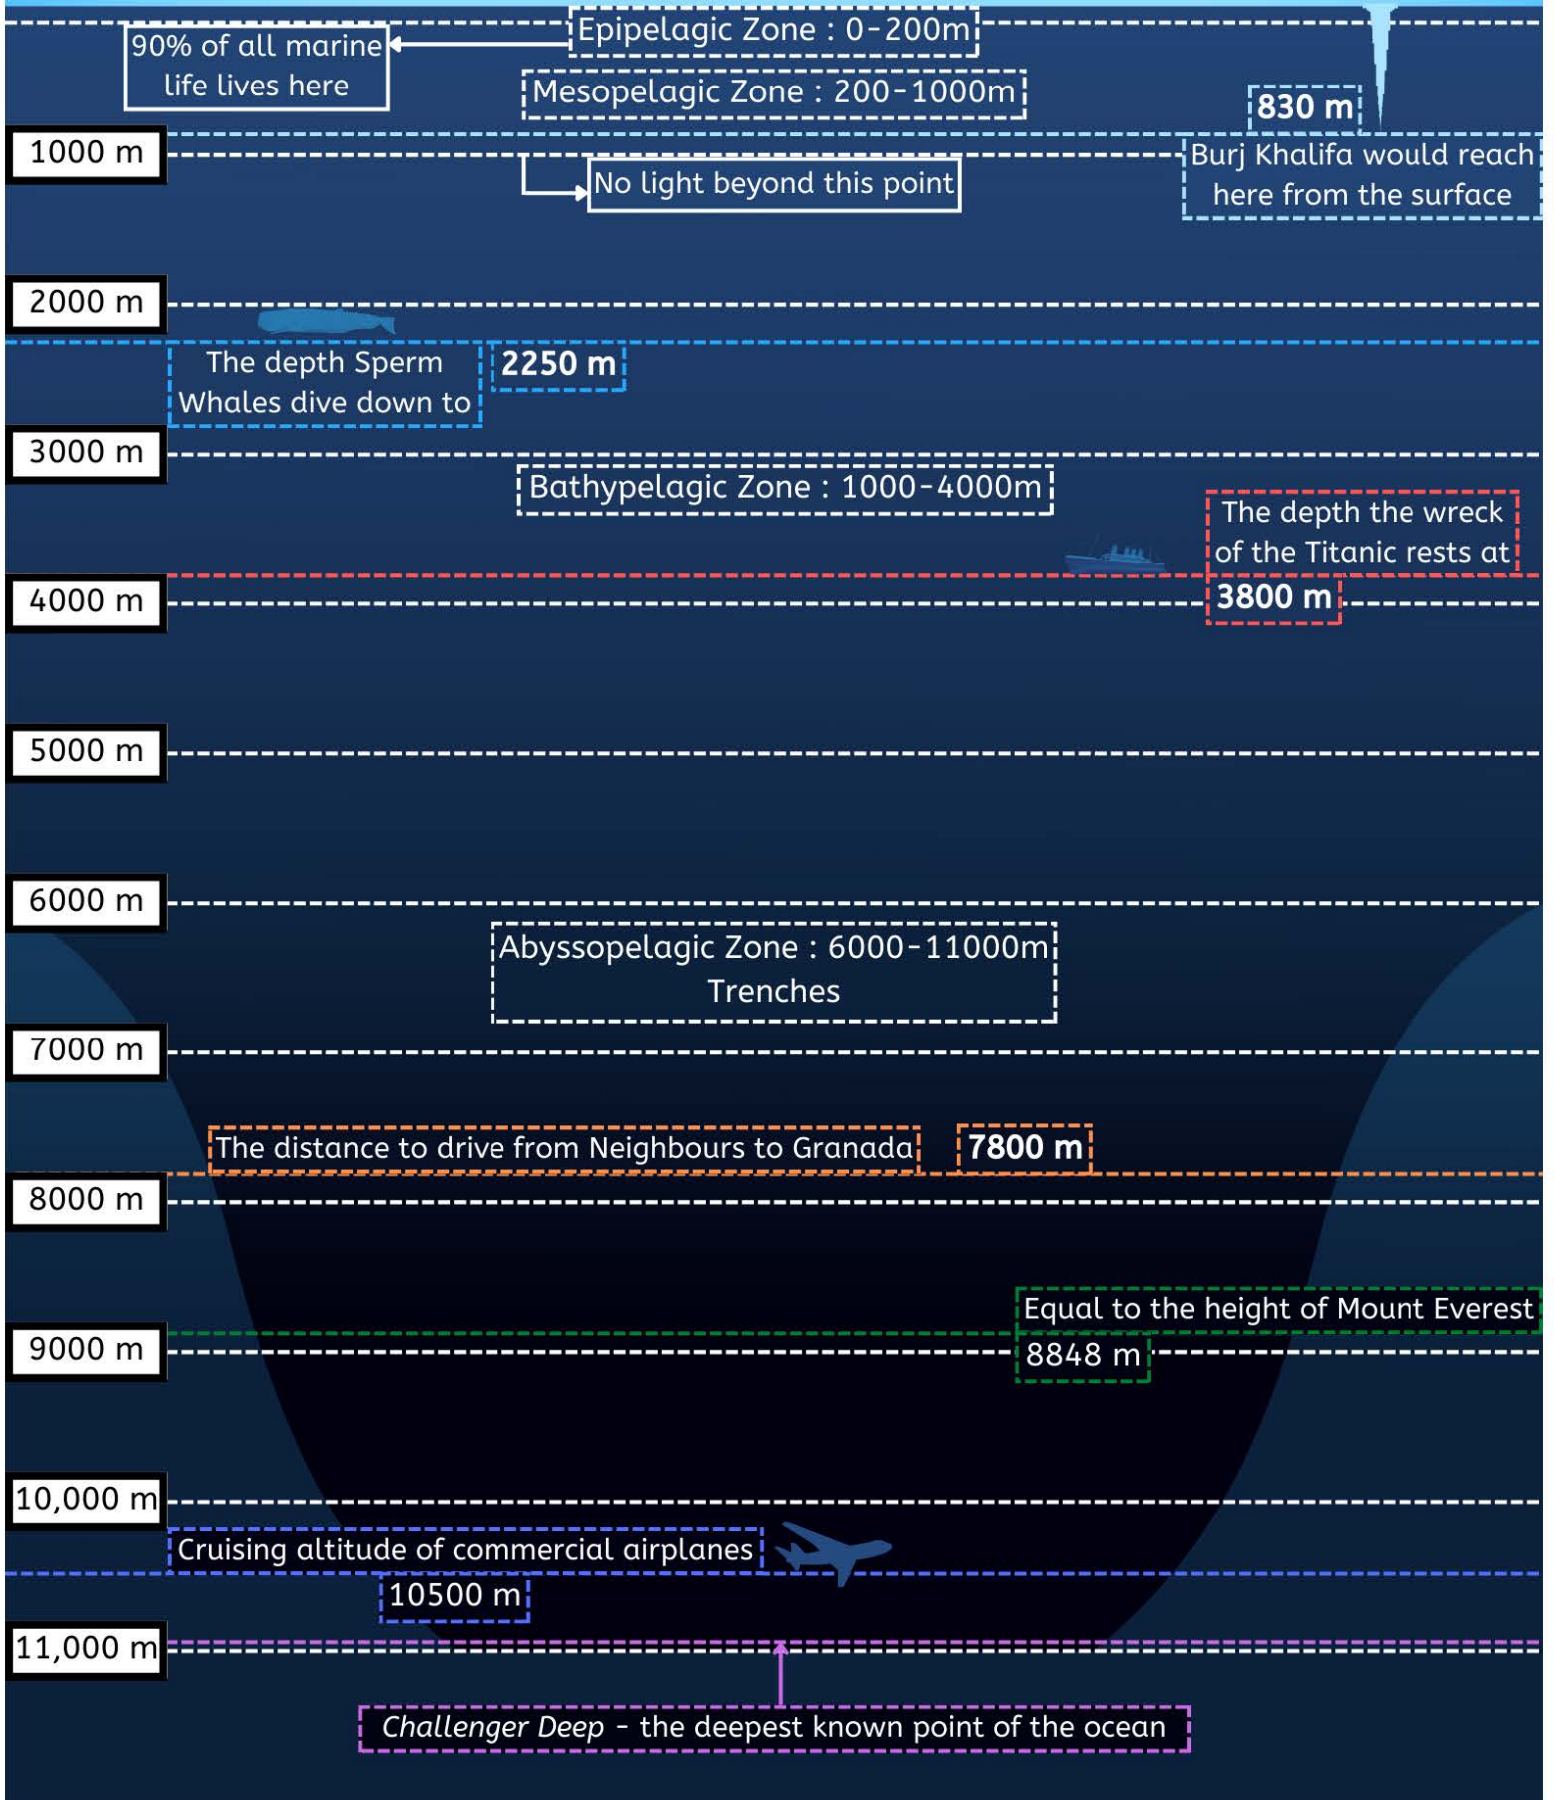 Epipelagic Zone : 0-200m
90% of all marine
life lives here
Mesopelagic Zone : 200-1000m
830 m
1000 m
Burj Khalifa would reach
here from the surface
No light beyond this point
2000 m
The depth Sperm
Whales dive down to
2250 m
3000 m
Bathypelagic Zone : 1000-4000m
The depth the wreck
of the Titanic rests at
3800 m
4000 m
5000 m
6000 m
Abyssopelagic Zone : 6000-11000m
Trenches
7000 m
The distance to drive from Neighbours to Granada
7800 m
8000 m
Equal to the height of Mount Everest
8848 m
9000 m
10,000 m
Cruising altitude of commercial airplanes
10500 m
11,000 m
Challenger Deep - the deepest known point of the ocean